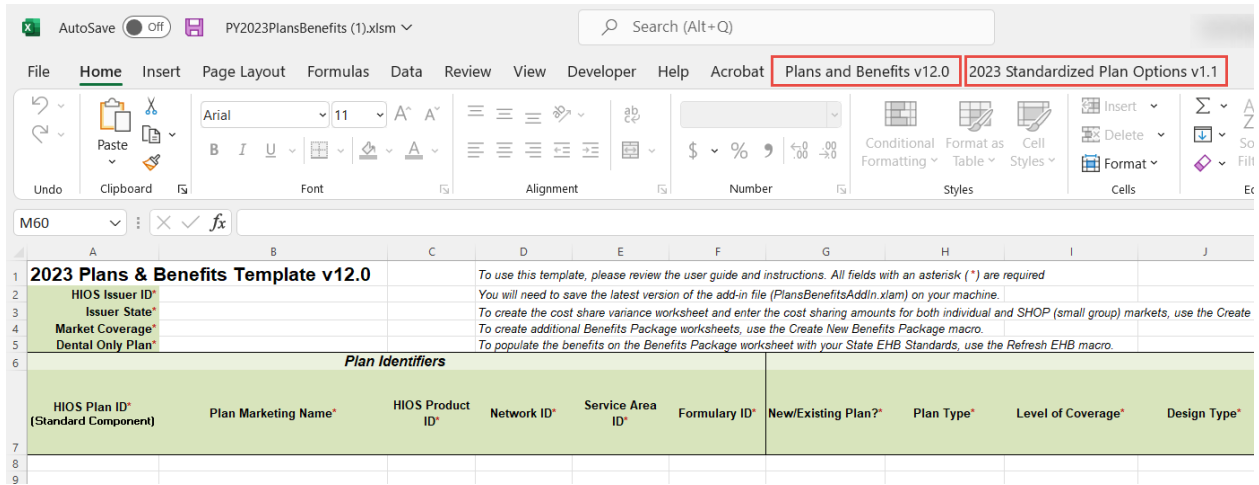 AutoSave Off PY2023PlansBenefits (1).xlsm Search (Alt+Q)
File Home Insert Page Layout Formulas Data Review View Developer Help Acrobat Plans and Benefits v12.0 2023 Standardized Plan Options v1.1
Arial 11 Insert
Paste B I U $ % Conditional Format as Cell Delete
Formatting Table Styles Format
Undo Clipboard Font Alignment Number Styles Cells
M60 fx
A B C D E F G H I J
1 2023 Plans & Benefits Template v12.0 To use this template, please review the user guide and instructions. All fields with an asterisk (*) are required
2 HIOS Issuer ID* You will need to save the latest version of the add-in file (PlansBenefitsAddIn.xlam) on your machine.
3 Issuer State* To create the cost share variance worksheet and enter the cost sharing amounts for both individual and SHOP (small group) markets, use the Create
4 Market Coverage* To create additional Benefits Package worksheets, use the Create New Benefits Package macro.
5 Dental Only Plan* To populate the benefits on the Benefits Package worksheet with your State EHB Standards, use the Refresh EHB macro.
6 Plan Identifiers
HIOS Plan ID* HIOS Product Service Area
(Standard Component) Plan Marketing Name* ID* Network ID* ID* Formulary ID* New/Existing Plan?* Plan Type* Level of Coverage* Design Type*
7
8
9